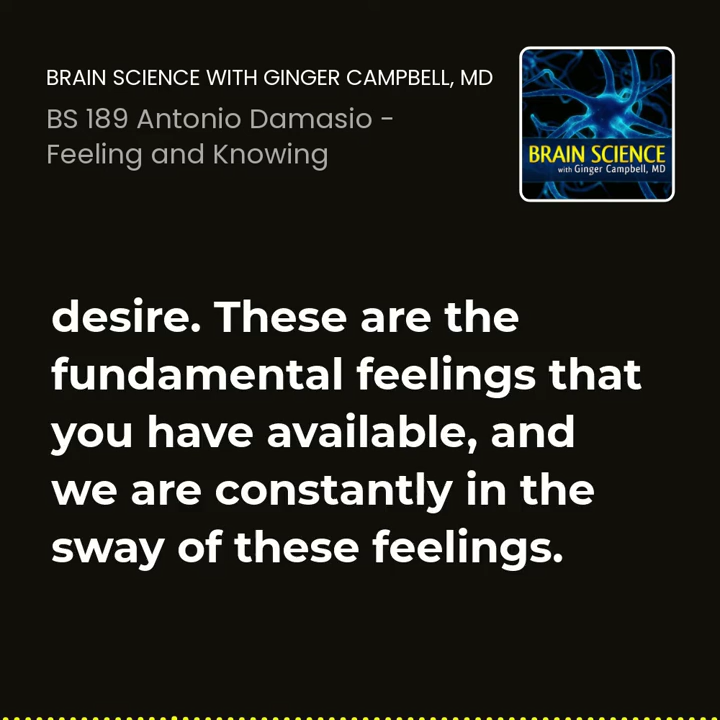 BRAIN SCIENCE WITH GINGER CAMPBELL, MD
BS 189 Antonio Damasio -
Feeling and Knowing
BRAIN SCIENCE
with Ginger Campbell, MD
desire. These are the
fundamental feelings that
you have available, and
we are constantly in the
sway of these feelings.